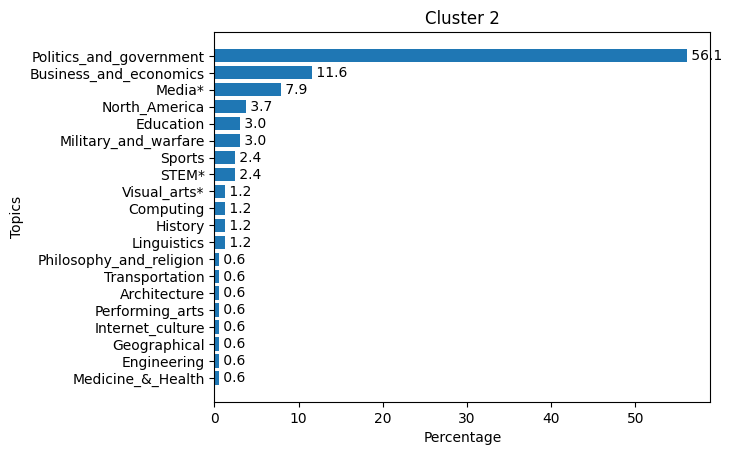 Cluster 2
Topics
Politics_and_government 56.1
Business_and_economics 11.6
Media* 7.9
North_America 3.7
Education 3.0
Military_and_warfare 3.0
Sports 2.4
STEM* 2.4
Visual_arts* 1.2
Computing 1.2
History 1.2
Linguistics 1.2
Philosophy_and_religion 0.6
Transportation 0.6
Architecture 0.6
Performing_arts 0.6
Internet_culture 0.6
Geographical 0.6
Engineering 0.6
Medicine_&_Health 0.6
0 10 20 30 40 50
Percentage